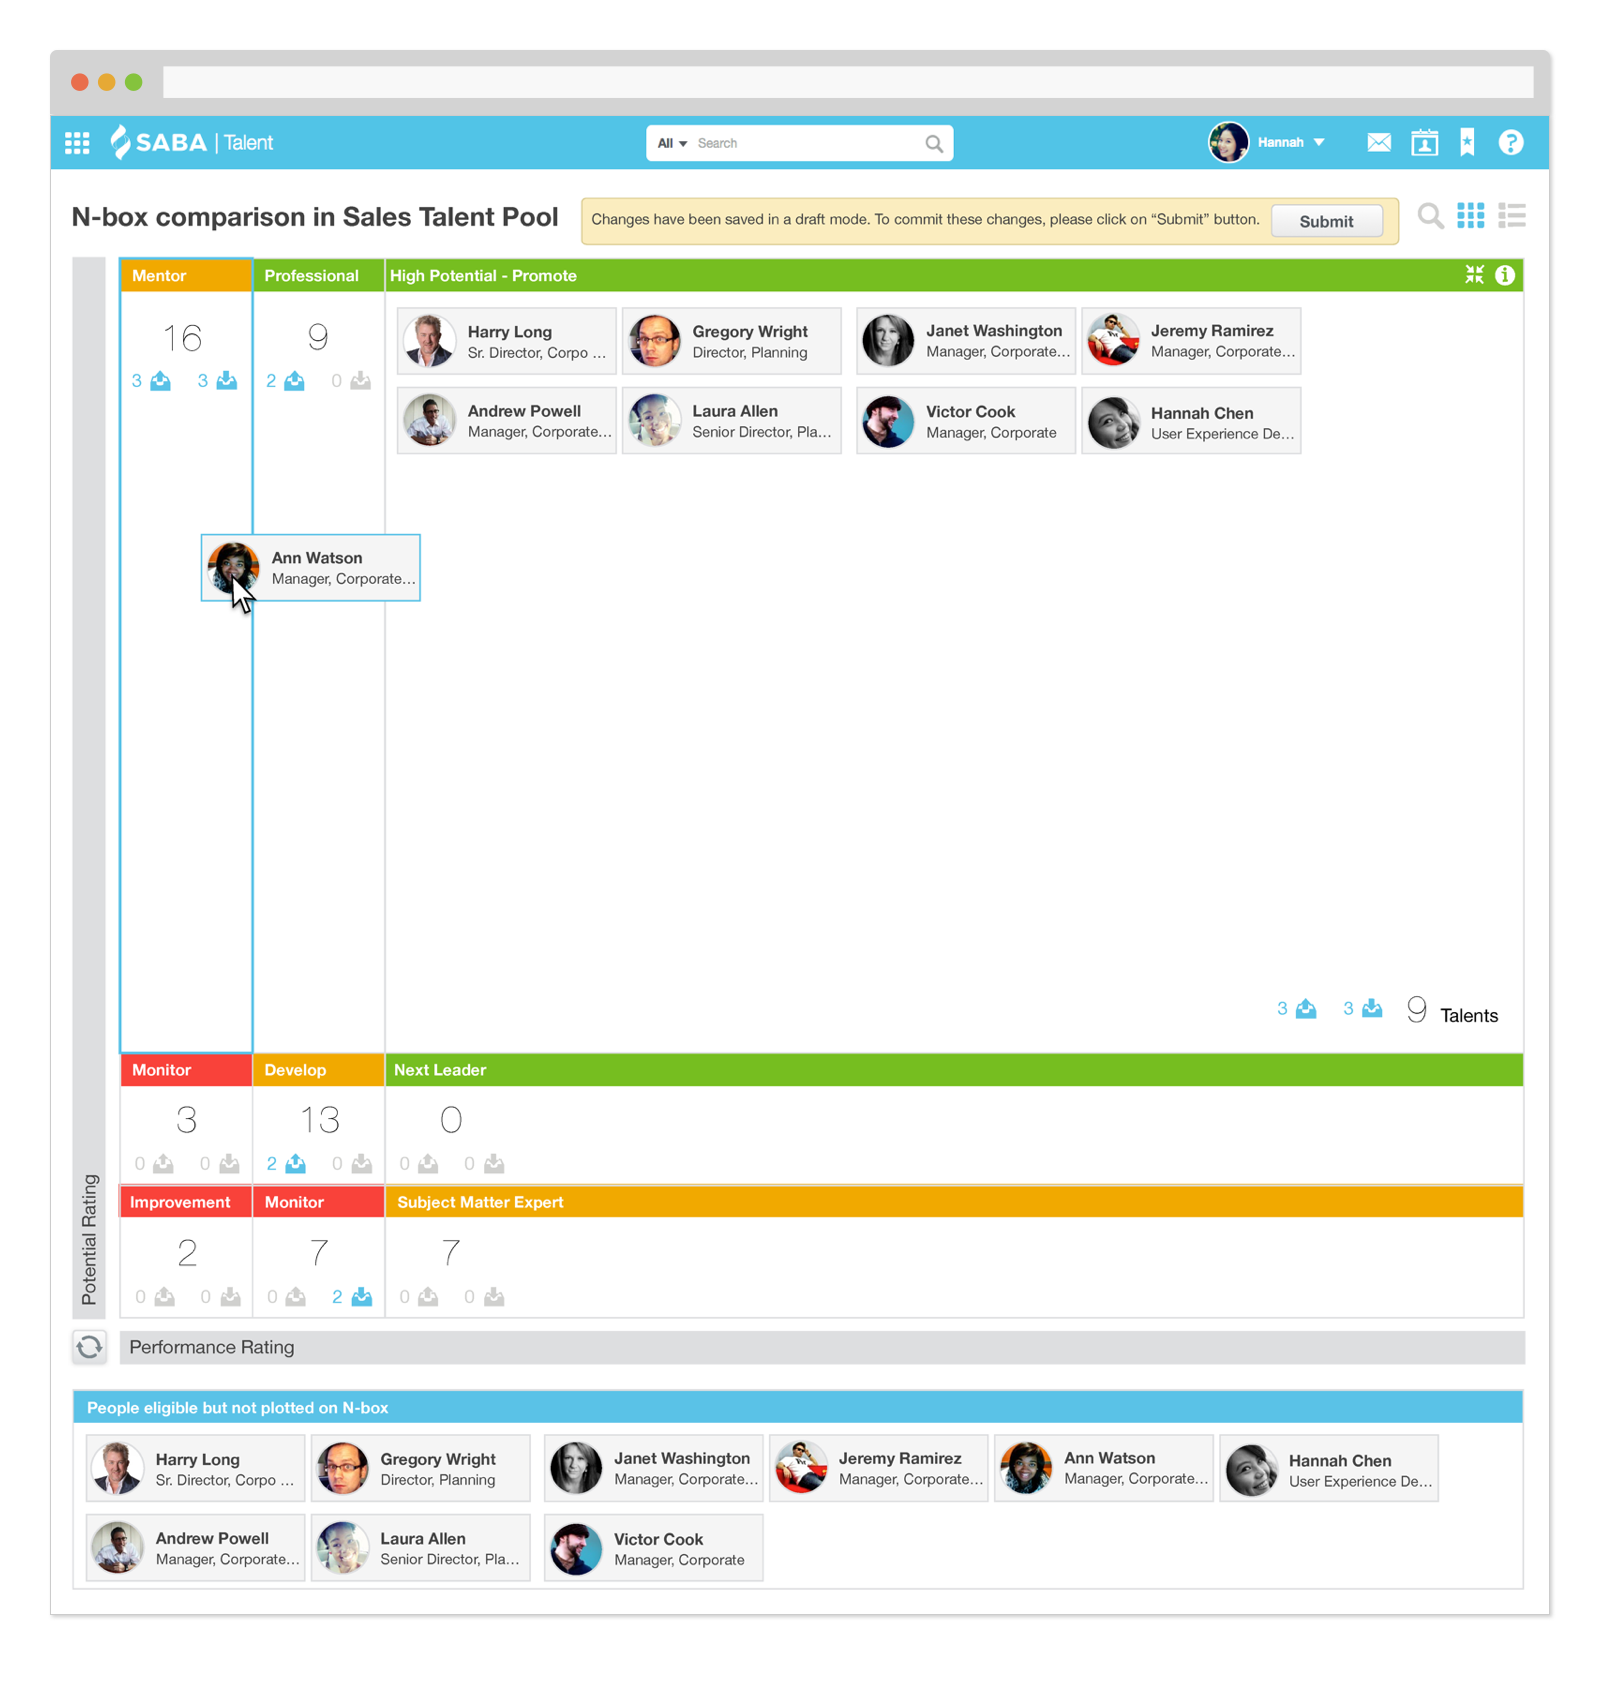 SABA | Talent
All Search
Hannah
N-box comparison in Sales Talent Pool
Changes have been saved in a draft mode. To commit these changes, please click on “Submit” button.
Submit
Mentor
Professional
High Potential - Promote
16
9
3 3
2 0
Harry Long
Sr. Director, Corpo ...
Gregory Wright
Director, Planning
Janet Washington
Manager, Corporate...
Jeremy Ramirez
Manager, Corporate...
Andrew Powell
Manager, Corporate...
Laura Allen
Senior Director, Pla...
Victor Cook
Manager, Corporate
Hannah Chen
User Experience De...
Ann Watson
Manager, Corporate...
3 3 9 Talents
Monitor
Develop
Next Leader
3
13
0
0 0
2 0
0 0
Improvement
Monitor
Subject Matter Expert
2
7
7
0 0
0 2
0 0
Potential Rating
Performance Rating
People eligible but not plotted on N-box
Harry Long
Sr. Director, Corpo ...
Gregory Wright
Director, Planning
Janet Washington
Manager, Corporate...
Jeremy Ramirez
Manager, Corporate...
Ann Watson
Manager, Corporate...
Hannah Chen
User Experience De...
Andrew Powell
Manager, Corporate...
Laura Allen
Senior Director, Pla...
Victor Cook
Manager, Corporate